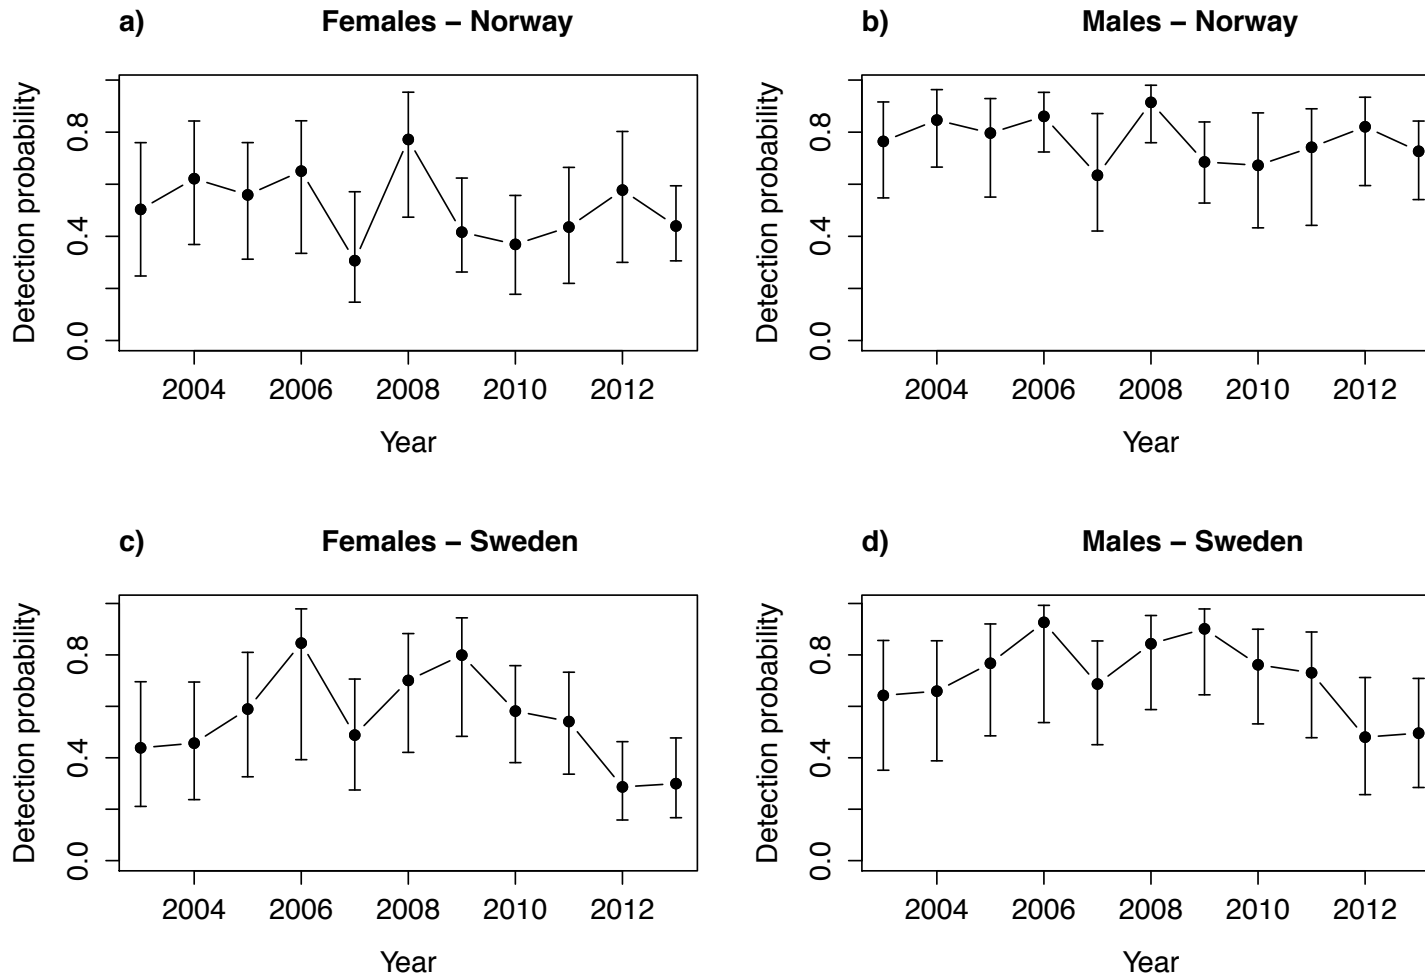 a) Females – Norway
Detection probability
0.0 0.4 0.8
2004 2006 2008 2010 2012
Year
b) Males – Norway
Detection probability
0.0 0.4 0.8
2004 2006 2008 2010 2012
Year
c) Females – Sweden
Detection probability
0.0 0.4 0.8
2004 2006 2008 2010 2012
Year
d) Males – Sweden
Detection probability
0.0 0.4 0.8
2004 2006 2008 2010 2012
Year